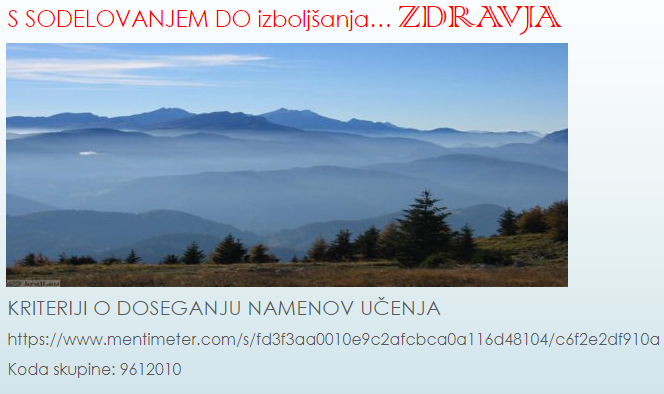 S SODELOVANJEM DO izboljšanja... ZDRAVJA
KRITERIJI O DOSEGANJU NAMENOV UČENJA
https://www.mentimeter.com/s/fd3f3aa0010e9c2afcbca0a116d48104/c6f2e2df910a
Koda skupine: 9612010